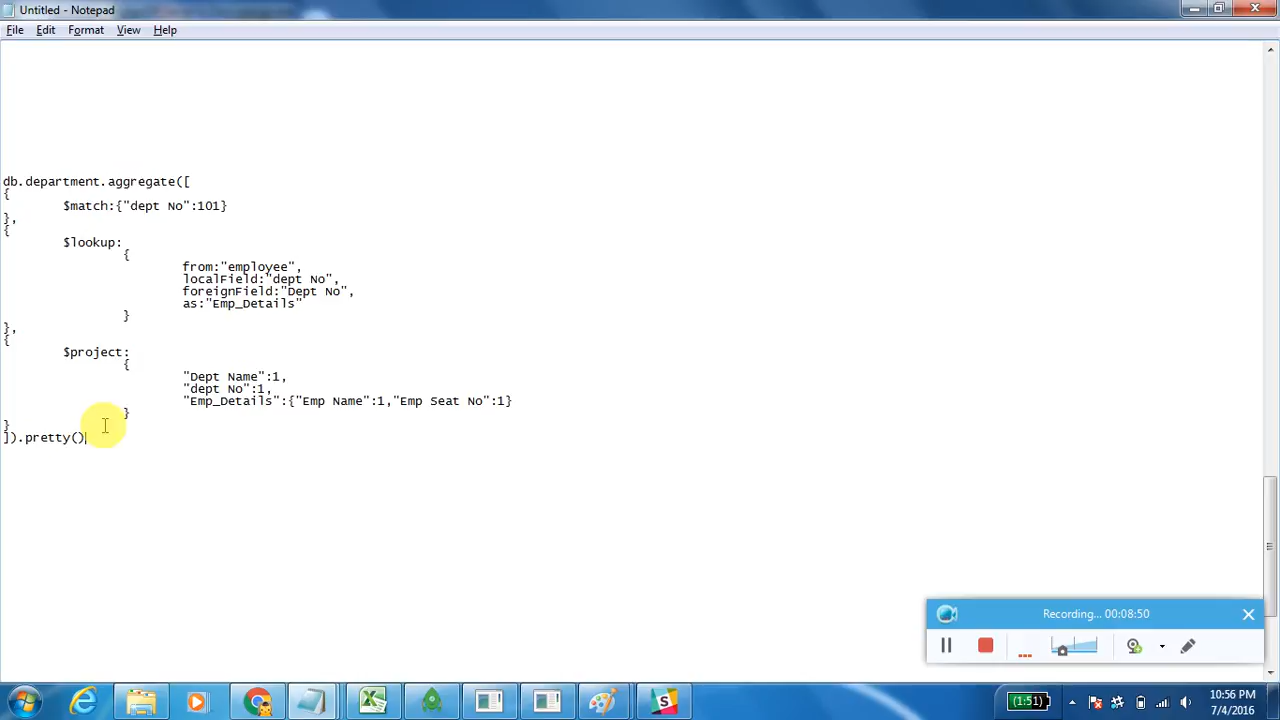 Untitled - Notepad
File Edit Format View Help
db.department.aggregate([
{
$match:{"dept No":101}
},
{
$lookup:
{
from:"employee",
localField:"dept No",
foreignField:"Dept No",
as:"Emp_Details"
}
},
{
$project:
{
"Dept Name":1,
"dept No":1,
"Emp_Details":{"Emp Name":1,"Emp Seat No":1}
}
}
]).pretty()
Recording... 00:08:50
(1:51)
10:56 PM
7/4/2016